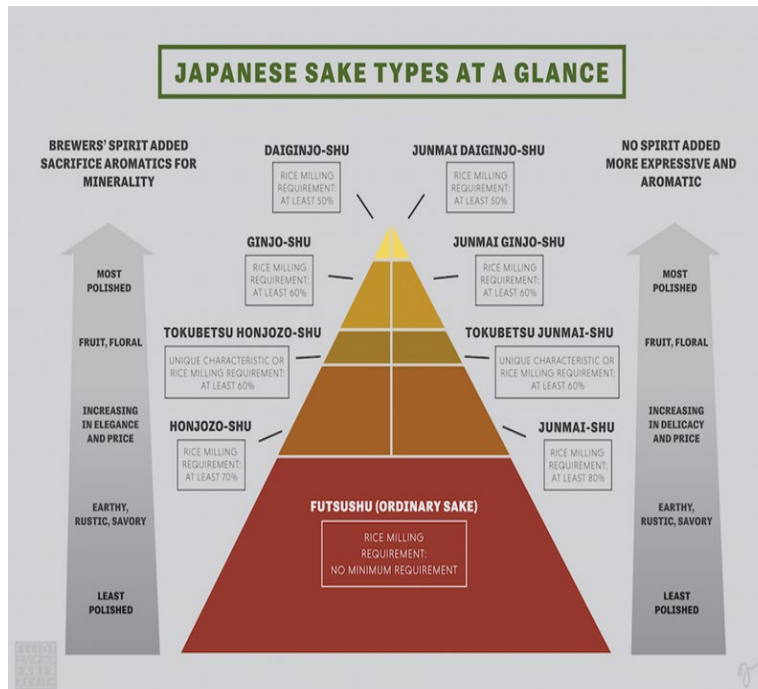 JAPANESE SAKE TYPES AT A GLANCE
BREWERS' SPIRIT ADDED
SACRIFICE AROMATICS FOR
MINERALITY
DAIGINJO-SHU
RICE MILLING
REQUIREMENT:
AT LEAST 50%
JUNMAI DAIGINJO-SHU
RICE MILLING
REQUIREMENT:
AT LEAST 50%
NO SPIRIT ADDED
MORE EXPRESSIVE AND
AROMATIC
GINJO-SHU
RICE MILLING
REQUIREMENT:
AT LEAST 60%
JUNMAI GINJO-SHU
RICE MILLING
REQUIREMENT:
AT LEAST 60%
TOKUBETSU HONJOZO-SHU
UNIQUE CHARACTERISTIC OR
RICE MILLING REQUIREMENT:
AT LEAST 60%
TOKUBETSU JUNMAI-SHU
UNIQUE CHARACTERISTIC OR
RICE MILLING REQUIREMENT:
AT LEAST 60%
HONJOZO-SHU
RICE MILLING
REQUIREMENT:
AT LEAST 70%
JUNMAI-SHU
RICE MILLING
REQUIREMENT:
AT LEAST 80%
FUTSUSHU (ORDINARY SAKE)
RICE MILLING
REQUIREMENT:
NO MINIMUM REQUIREMENT
MOST
POLISHED
FRUIT, FLORAL
INCREASING
IN ELEGANCE
AND PRICE
EARTHY,
RUSTIC, SAVORY
LEAST
POLISHED
MOST
POLISHED
FRUIT, FLORAL
INCREASING
IN DELICACY
AND PRICE
EARTHY,
RUSTIC, SAVORY
LEAST
POLISHED
ELLIOT
FABER